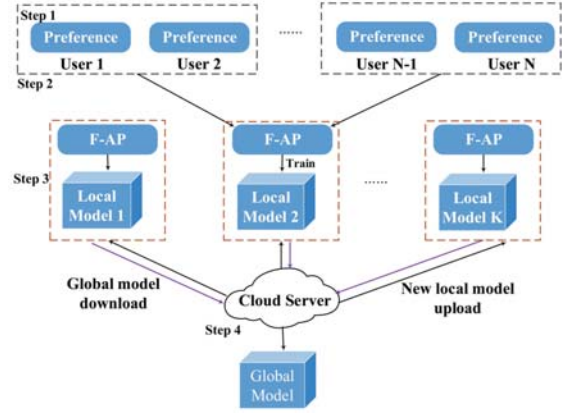 Step 1
Preference
Preference
......
Preference
Preference
User 1
User 2
User N-1
User N
Step 2
F-AP
F-AP
F-AP
Train
Step 3
Local
Model 1
Local
Model 2
......
Local
Model K
Global model
download
Cloud Server
New local model
upload
Step 4
Global
Model